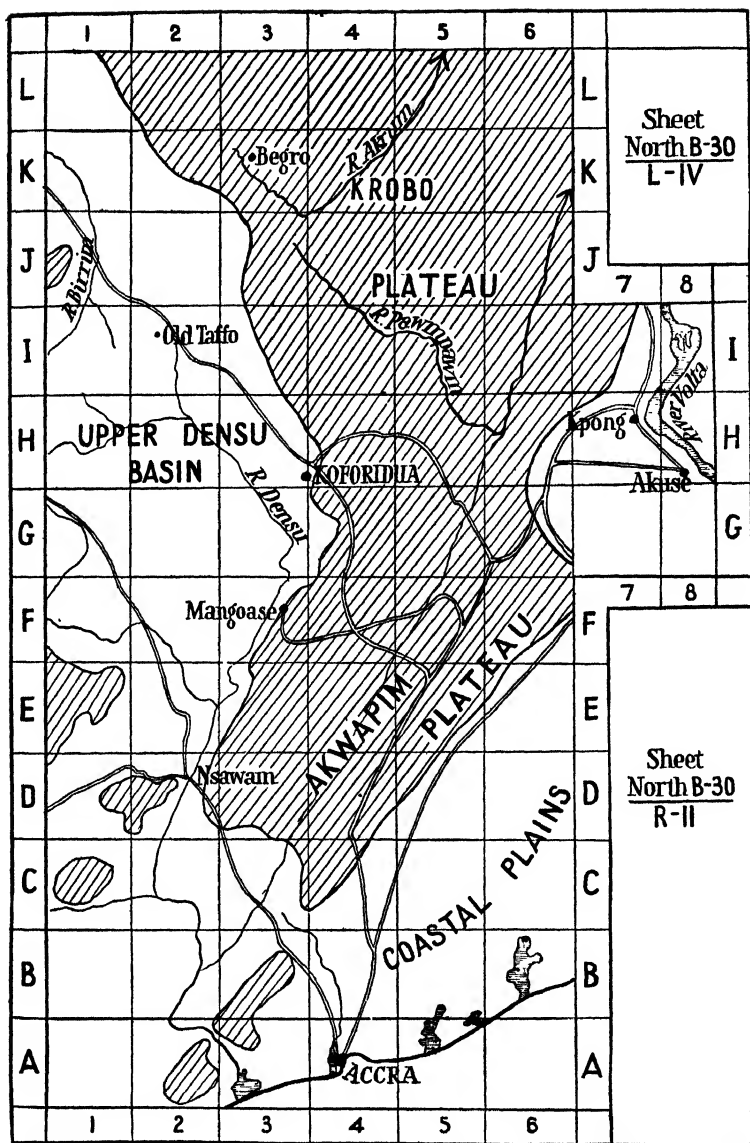 1 2 3 4 5 6
L L
Sheet
North B-30
L-IV
Begro
R. Akrum
K K
KROBO
J J
R. Birrim
PLATEAU
7 8
I I
Old Taffo
R. Pawnpawn
River Volta
Kpong
H H
UPPER DENSU
BASIN
KOFORIDUA
Akuse
R. Densu
G G
7 8
Mangoase
F F
AKWAPIM
PLATEAU
E E
Sheet
North B-30
R-II
Nsawam
D D
COASTAL PLAINS
C C
B B
A A
ACCRA
1 2 3 4 5 6